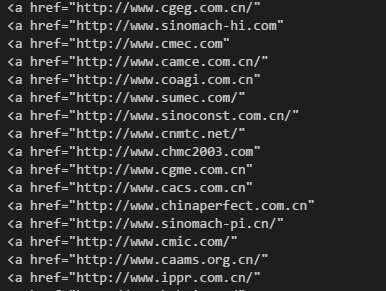 <a href="http://www.cgeg.com.cn/"
<a href="http://www.sinomach-hi.com"
<a href="http://www.cmec.com"
<a href="http://www.camce.com.cn/"
<a href="http://www.coagi.com.cn"
<a href="http://www.sumec.com/"
<a href="http://www.sinoconst.com.cn/"
<a href="http://www.cnmtc.net/"
<a href="http://www.chmc2003.com"
<a href="http://www.cgme.com.cn"
<a href="http://www.cacs.com.cn"
<a href="http://www.chinaperfect.com.cn"
<a href="http://www.sinomach-pi.cn/"
<a href="http://www.cmic.com/"
<a href="http://www.caams.org.cn/"
<a href="http://www.ippr.com.cn/"